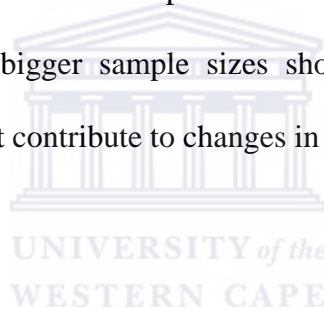 bigger sample sizes sho
t contribute to changes in
UNIVERSITY of the
WESTERN CAPE